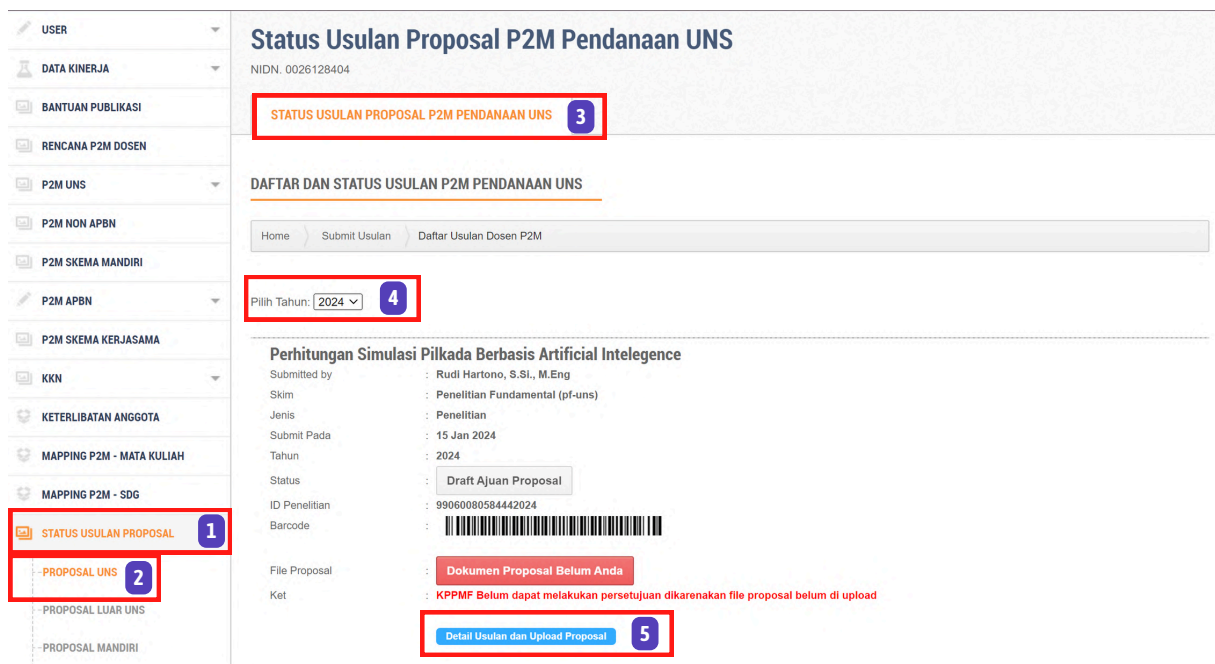 USER
DATA KINERJA
BANTUAN PUBLIKASI
RENCANA P2M DOSEN
P2M UNS
P2M NON APBN
P2M SKEMA MANDIRI
P2M APBN
P2M SKEMA KERJASAMA
KKN
KETERLIBATAN ANGGOTA
MAPPING P2M - MATA KULIAH
MAPPING P2M - SDG
STATUS USULAN PROPOSAL 1
PROPOSAL UNS 2
PROPOSAL LUAR UNS
PROPOSAL MANDIRI
Status Usulan Proposal P2M Pendanaan UNS
NIDN. 0026128404
STATUS USULAN PROPOSAL P2M PENDANAAN UNS 3
DAFTAR DAN STATUS USULAN P2M PENDANAAN UNS
Home Submit Usulan Daftar Usulan Dosen P2M
Pilih Tahun: 2024 4
Perhitungan Simulasi Pilkada Berbasis Artificial Intelegence
Submitted by : Rudi Hartono, S.Si., M.Eng
Skim : Penelitian Fundamental (pf-uns)
Jenis : Penelitian
Submit Pada : 15 Jan 2024
Tahun : 2024
Status : Draft Ajuan Proposal
ID Penelitian : 99060080584442024
Barcode :
File Proposal : Dokumen Proposal Belum Anda
Ket : KPPMF Belum dapat melakukan persetujuan dikarenakan file proposal belum di upload
Detail Usulan dan Upload Proposal 5